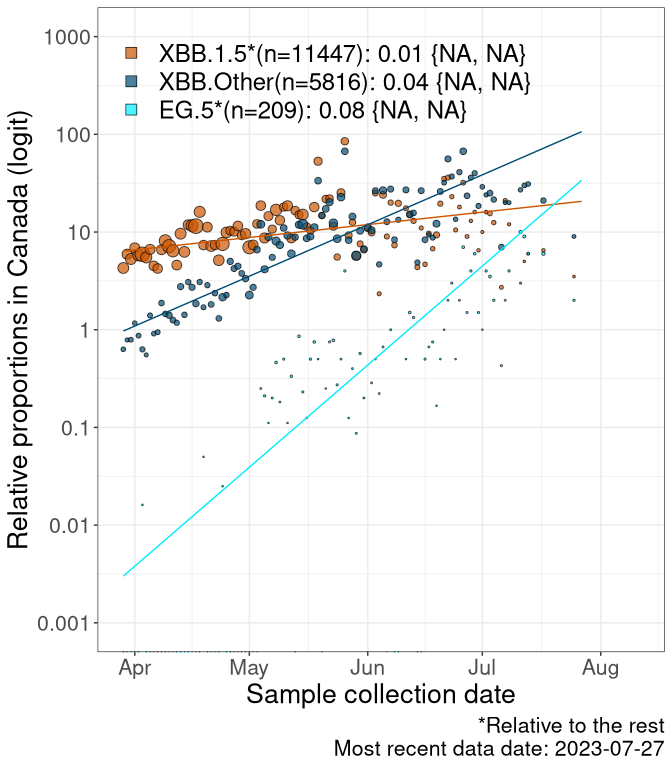 Relative proportions in Canada (logit)
1000
100
10
1
0.1
0.01
0.001
XBB.1.5*(n=11447): 0.01 {NA, NA}
XBB.Other(n=5816): 0.04 {NA, NA}
EG.5*(n=209): 0.08 {NA, NA}
Apr May Jun Jul Aug
Sample collection date
*Relative to the rest
Most recent data date: 2023-07-27